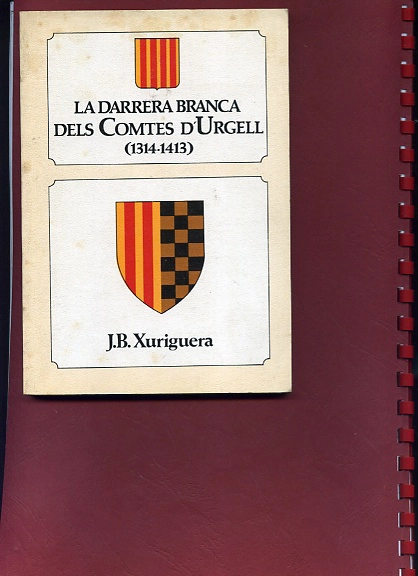 LA DARRERA BRANCA
DELS COMTES D'URGELL
(1314-1413)
J.B. Xuriguera